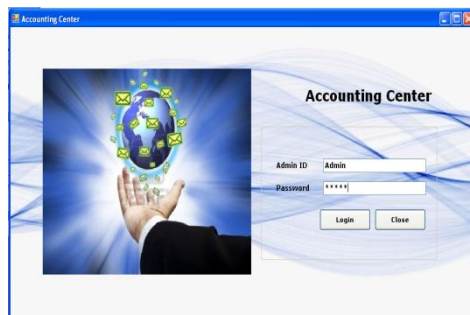 Accounting Center
Accounting Center
Admin ID Admin
Password *****
Login Close